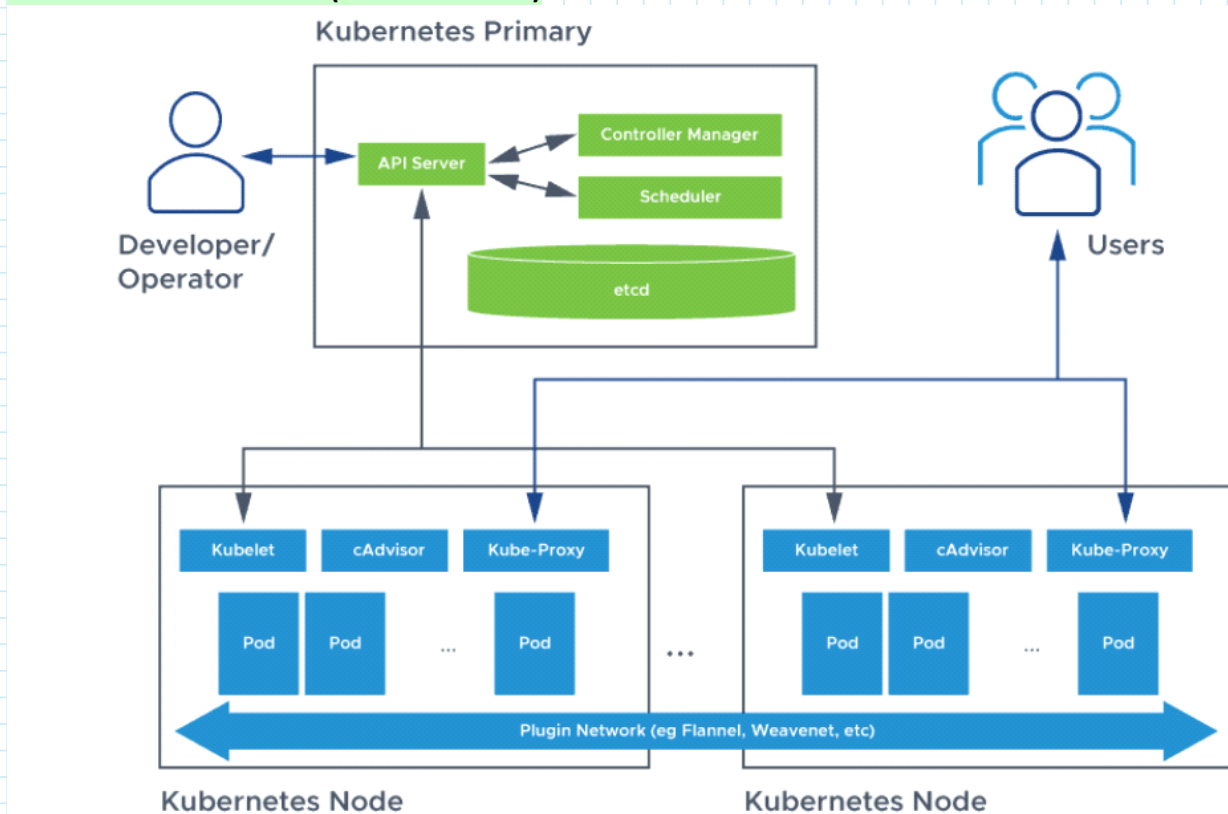 Kubernetes Primary
Controller Manager
API Server
Scheduler
Developer/
Operator
Users
etcd
Kubelet
cAdvisor
Kube-Proxy
Kubelet
cAdvisor
Kube-Proxy
Pod
Pod
...
Pod
...
Pod
Pod
...
Pod
Plugin Network (eg Flannel, Weavenet, etc)
Kubernetes Node
Kubernetes Node